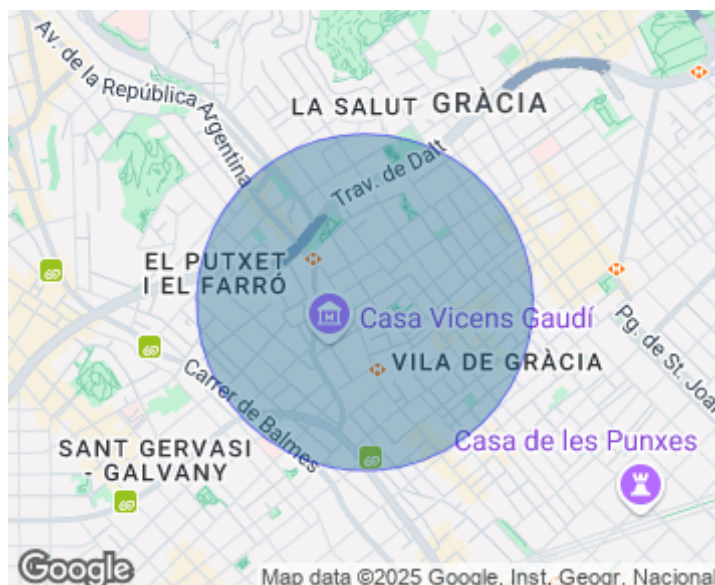 Av. de la República Argentina
LA SALUT
GRÀCIA
Trav. de Dalt
EL PUTXET
I EL FARRÓ
Casa Vicens Gaudí
VILA DE GRÀCIA
Pg. de St. Joan
Carrer de Balmes
SANT GERVASI
- GALVANY
Casa de les Punxes
Google
Map data ©2025 Google, Inst. Geogr. Nacional